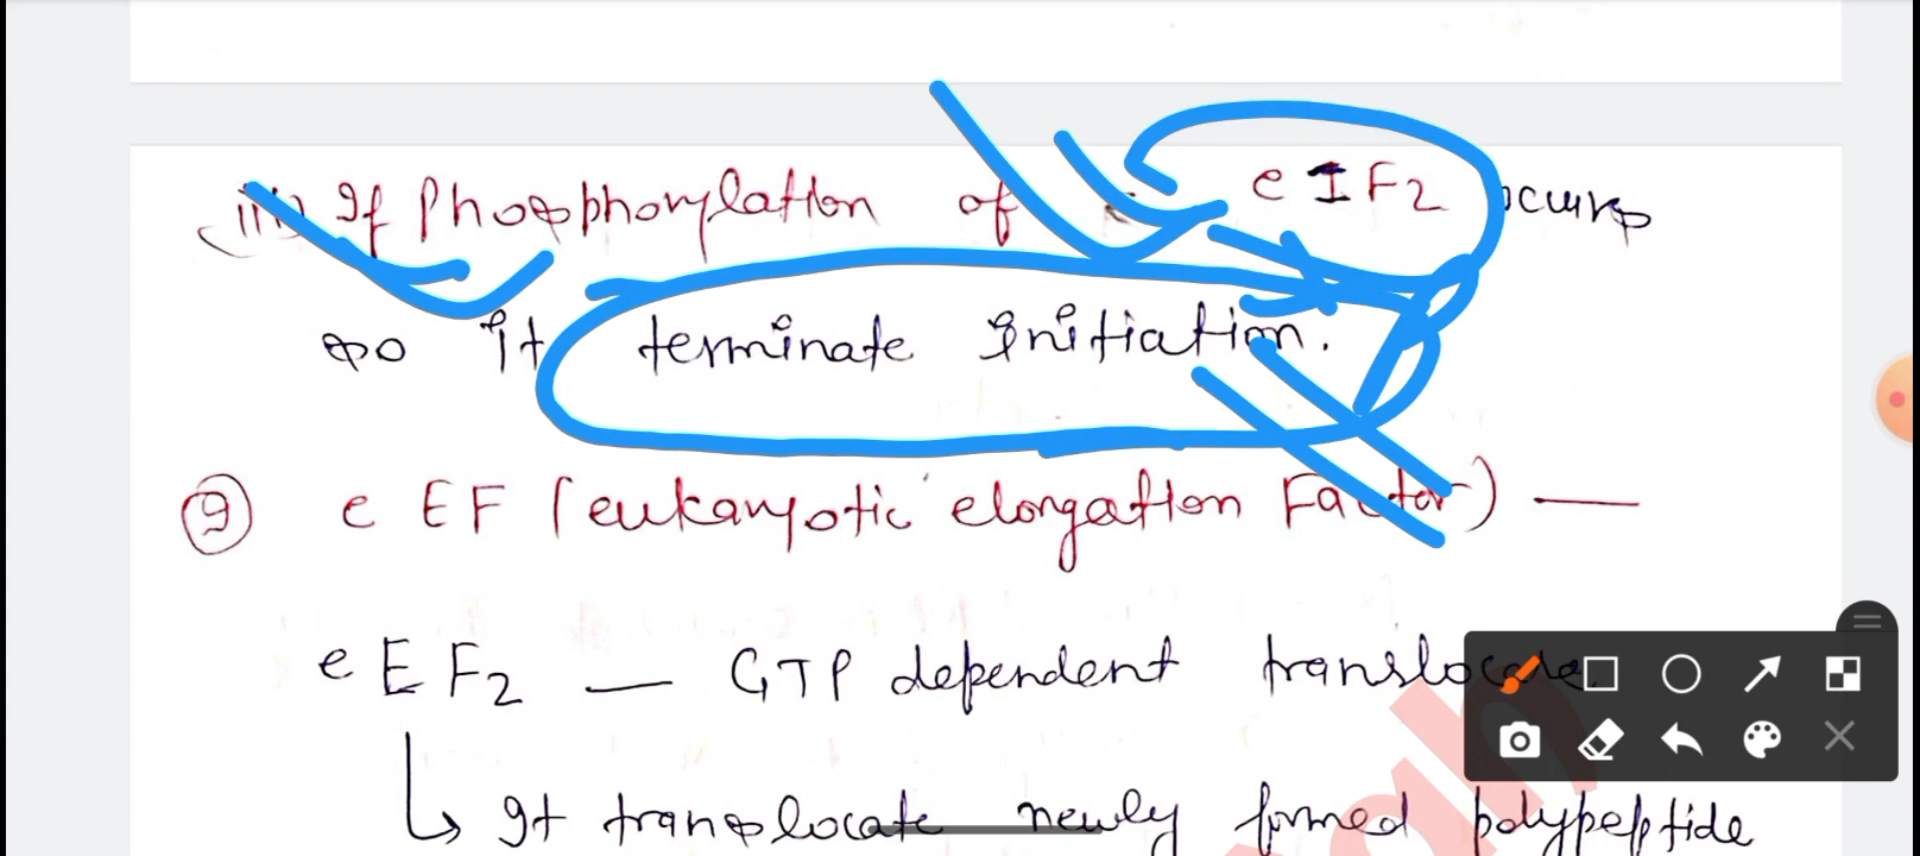 (iii) If Phosphorylation of eIF2 occurs
so it terminate Initiation.
⑨ eEF (eukaryotic elongation Factor) —
eEF2 — GTP dependent translocate
↳ It translocate newly formed polypeptide